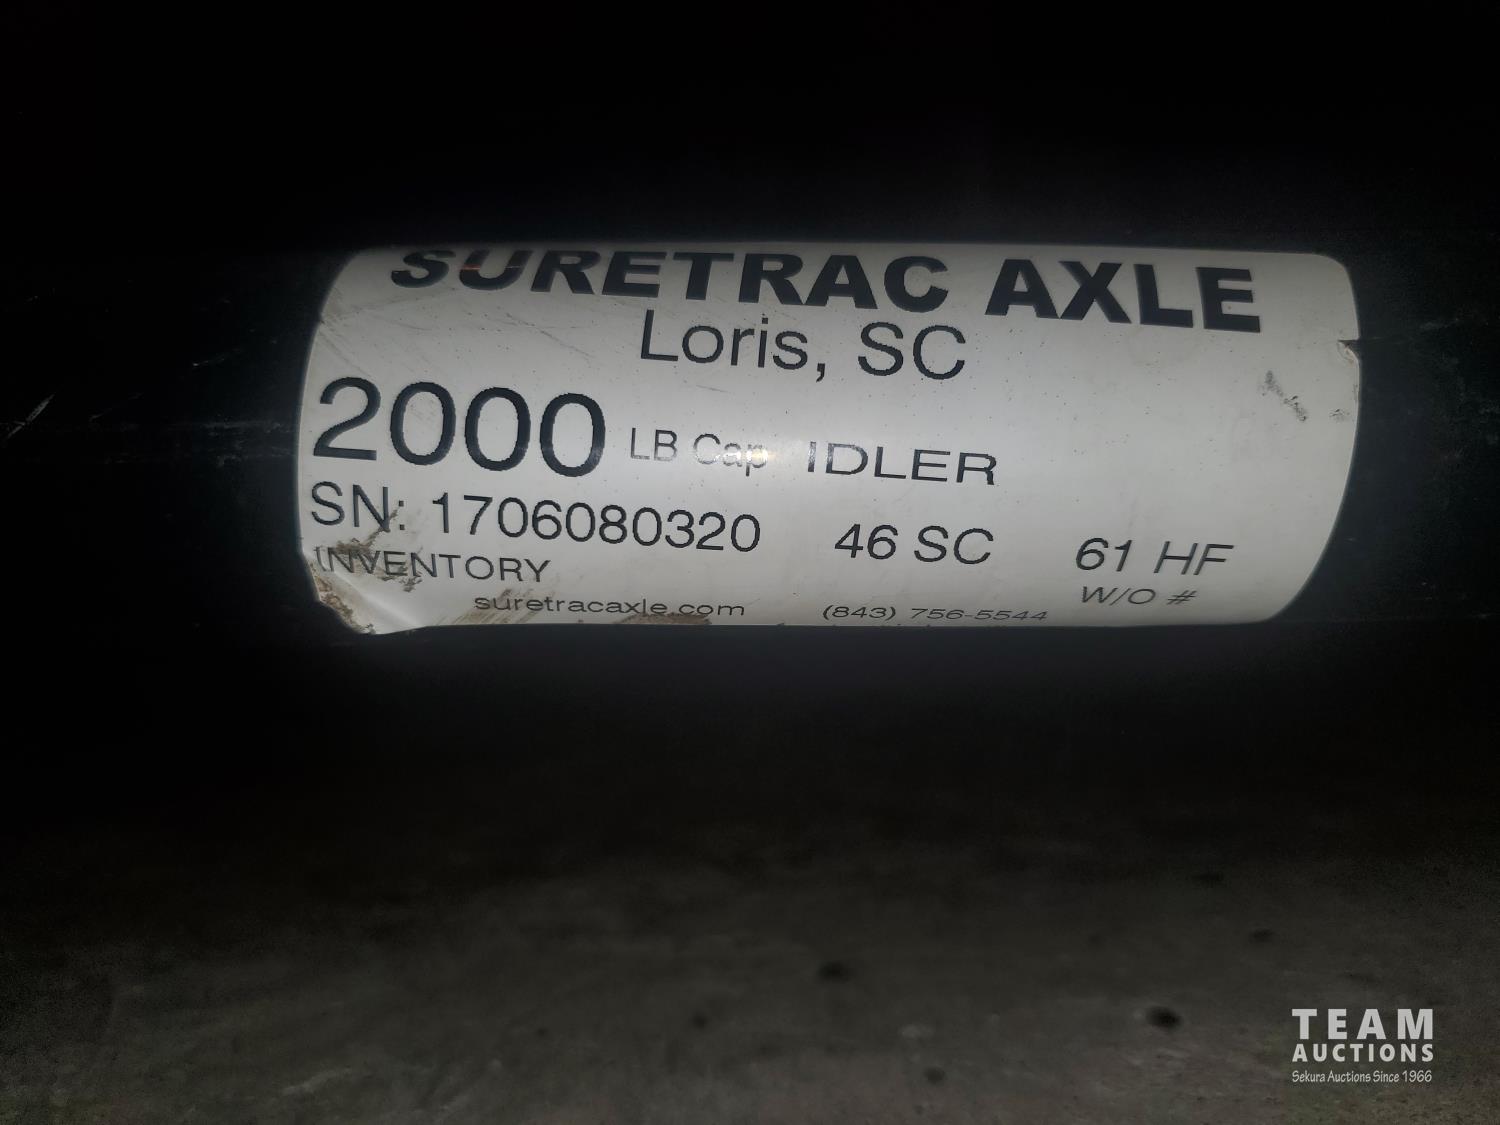 SURETRAC AXLE
Loris, SC
2000 LB Cap IDLER
SN: 1706080320 46 SC 61 HF
INVENTORY W/O #
suretracaxle.com (843) 756-5544
TEAM
AUCTIONS
Sekura Auctions Since 1966